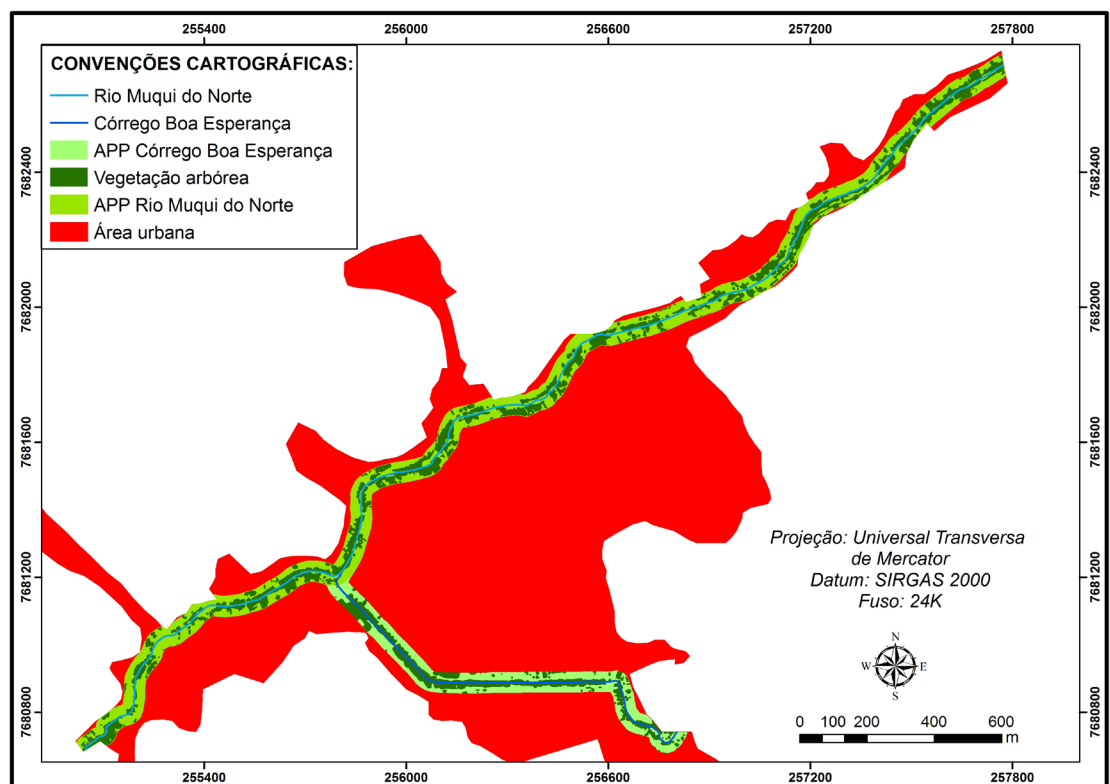 255400 256000 256600 257200 257800
CONVENÇÕES CARTOGRÁFICAS:
Rio Muqui do Norte
Córrego Boa Esperança
APP Córrego Boa Esperança
Vegetação arbórea
APP Rio Muqui do Norte
Área urbana
7682400 7682400
7682000 7682000
7681600 7681600
7681200 7681200
7680800 7680800
Projeção: Universal Transversa
de Mercator
Datum: SIRGAS 2000
Fuso: 24K
N
W E
S
0 100 200 400 600
m
255400 256000 256600 257200 257800